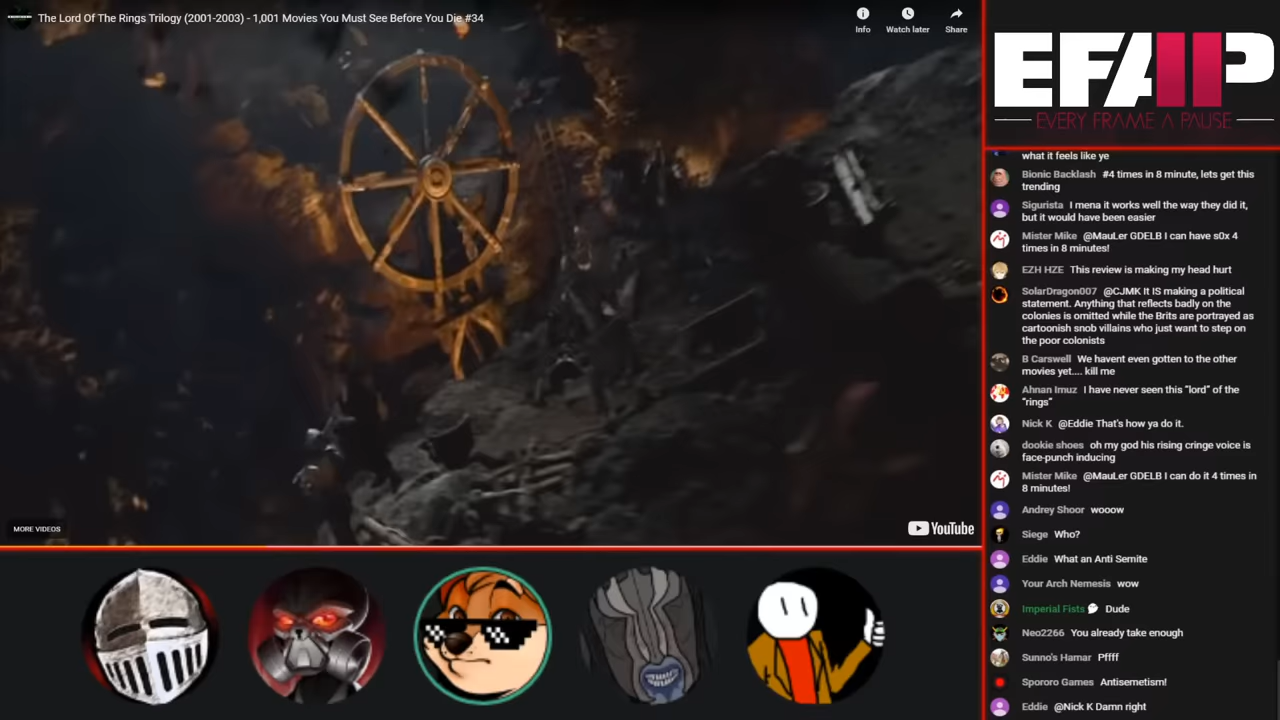 The Lord Of The Rings Trilogy (2001-2003) - 1,001 Movies You Must See Before You Die #34
Info
Watch later
Share
MORE VIDEOS
YouTube
EFAP
EVERY FRAME A PAUSE
what it feels like ye
Bionic Backlash #4 times in 8 minute, lets get this
trending
Sigurista I mena it works well the way they did it,
but it would have been easier
Mister Mike @MauLer GDELB I can have s0x 4
times in 8 minutes!
EZH HZE This review is making my head hurt
SolarDragon007 @CJMK It IS making a political
statement. Anything that reflects badly on the
colonies is omitted while the Brits are portrayed as
cartoonish snob villains who just want to step on
the poor colonists
B Carswell We havent even gotten to the other
movies yet.... kill me
Ahnan Imuz I have never seen this "lord" of the
"rings"
Nick K @Eddie That's how ya do it.
dookie shoes oh my god his rising cringe voice is
face-punch inducing
Mister Mike @MauLer GDELB I can do it 4 times in
8 minutes!
Andrey Shoor wooow
Siege Who?
Eddie What an Anti Semite
Your Arch Nemesis wow
Imperial Fists Dude
Neo2266 You already take enough
Sunno's Hamar Pffff
Spororo Games Antisemetism!
Eddie @Nick K Damn right